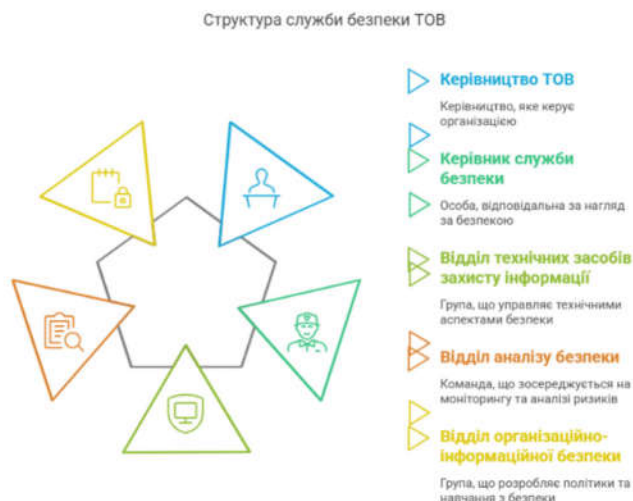 Структура служби безпеки ТОВ
Керівництво ТОВ
Керівництво, яке керує
організацією
Керівник служби
безпеки
Особа, відповідальна за нагляд
за безпекою
Відділ технічних засобів
захисту інформації
Група, що управляє технічними
аспектами безпеки
Відділ аналізу безпеки
Команда, що зосереджується на
моніторингу та аналізі ризиків
Відділ організаційно-
інформаційної безпеки
Група, що розробляє політики та
навчання з безпеки